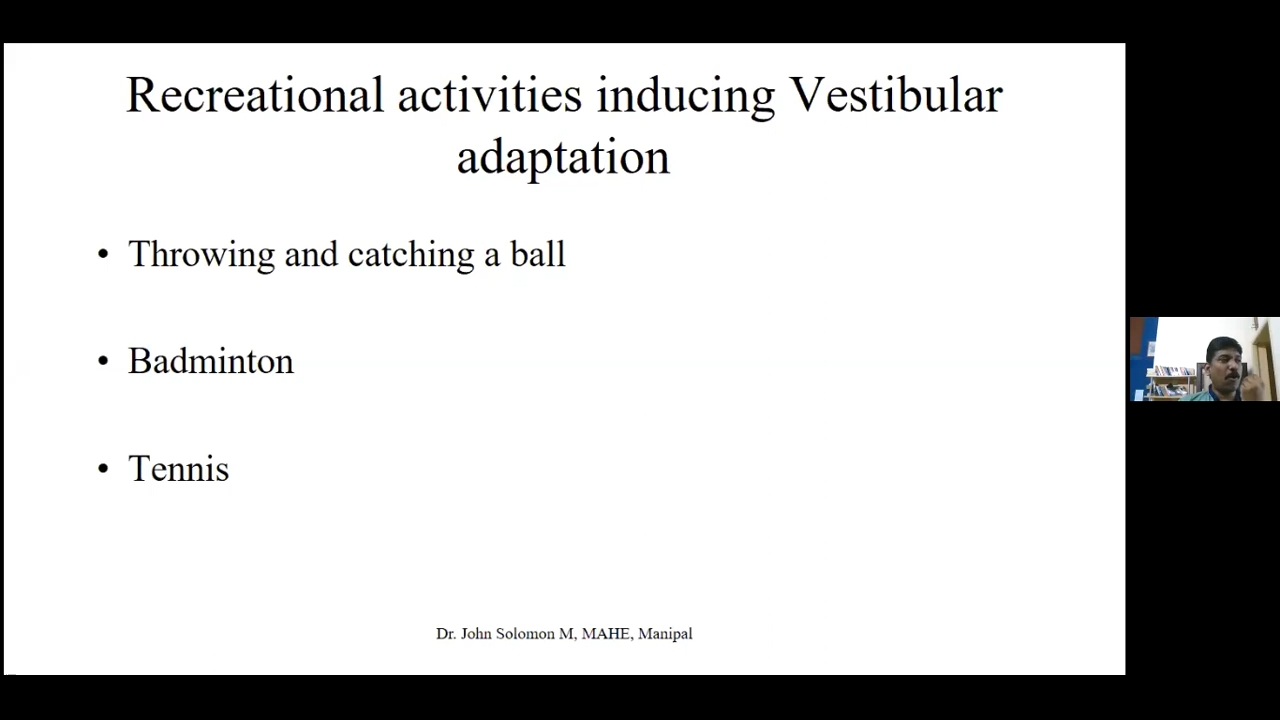 Recreational activities inducing Vestibular
adaptation
• Throwing and catching a ball
• Badminton
• Tennis
Dr. John Solomon M, MAHE, Manipal